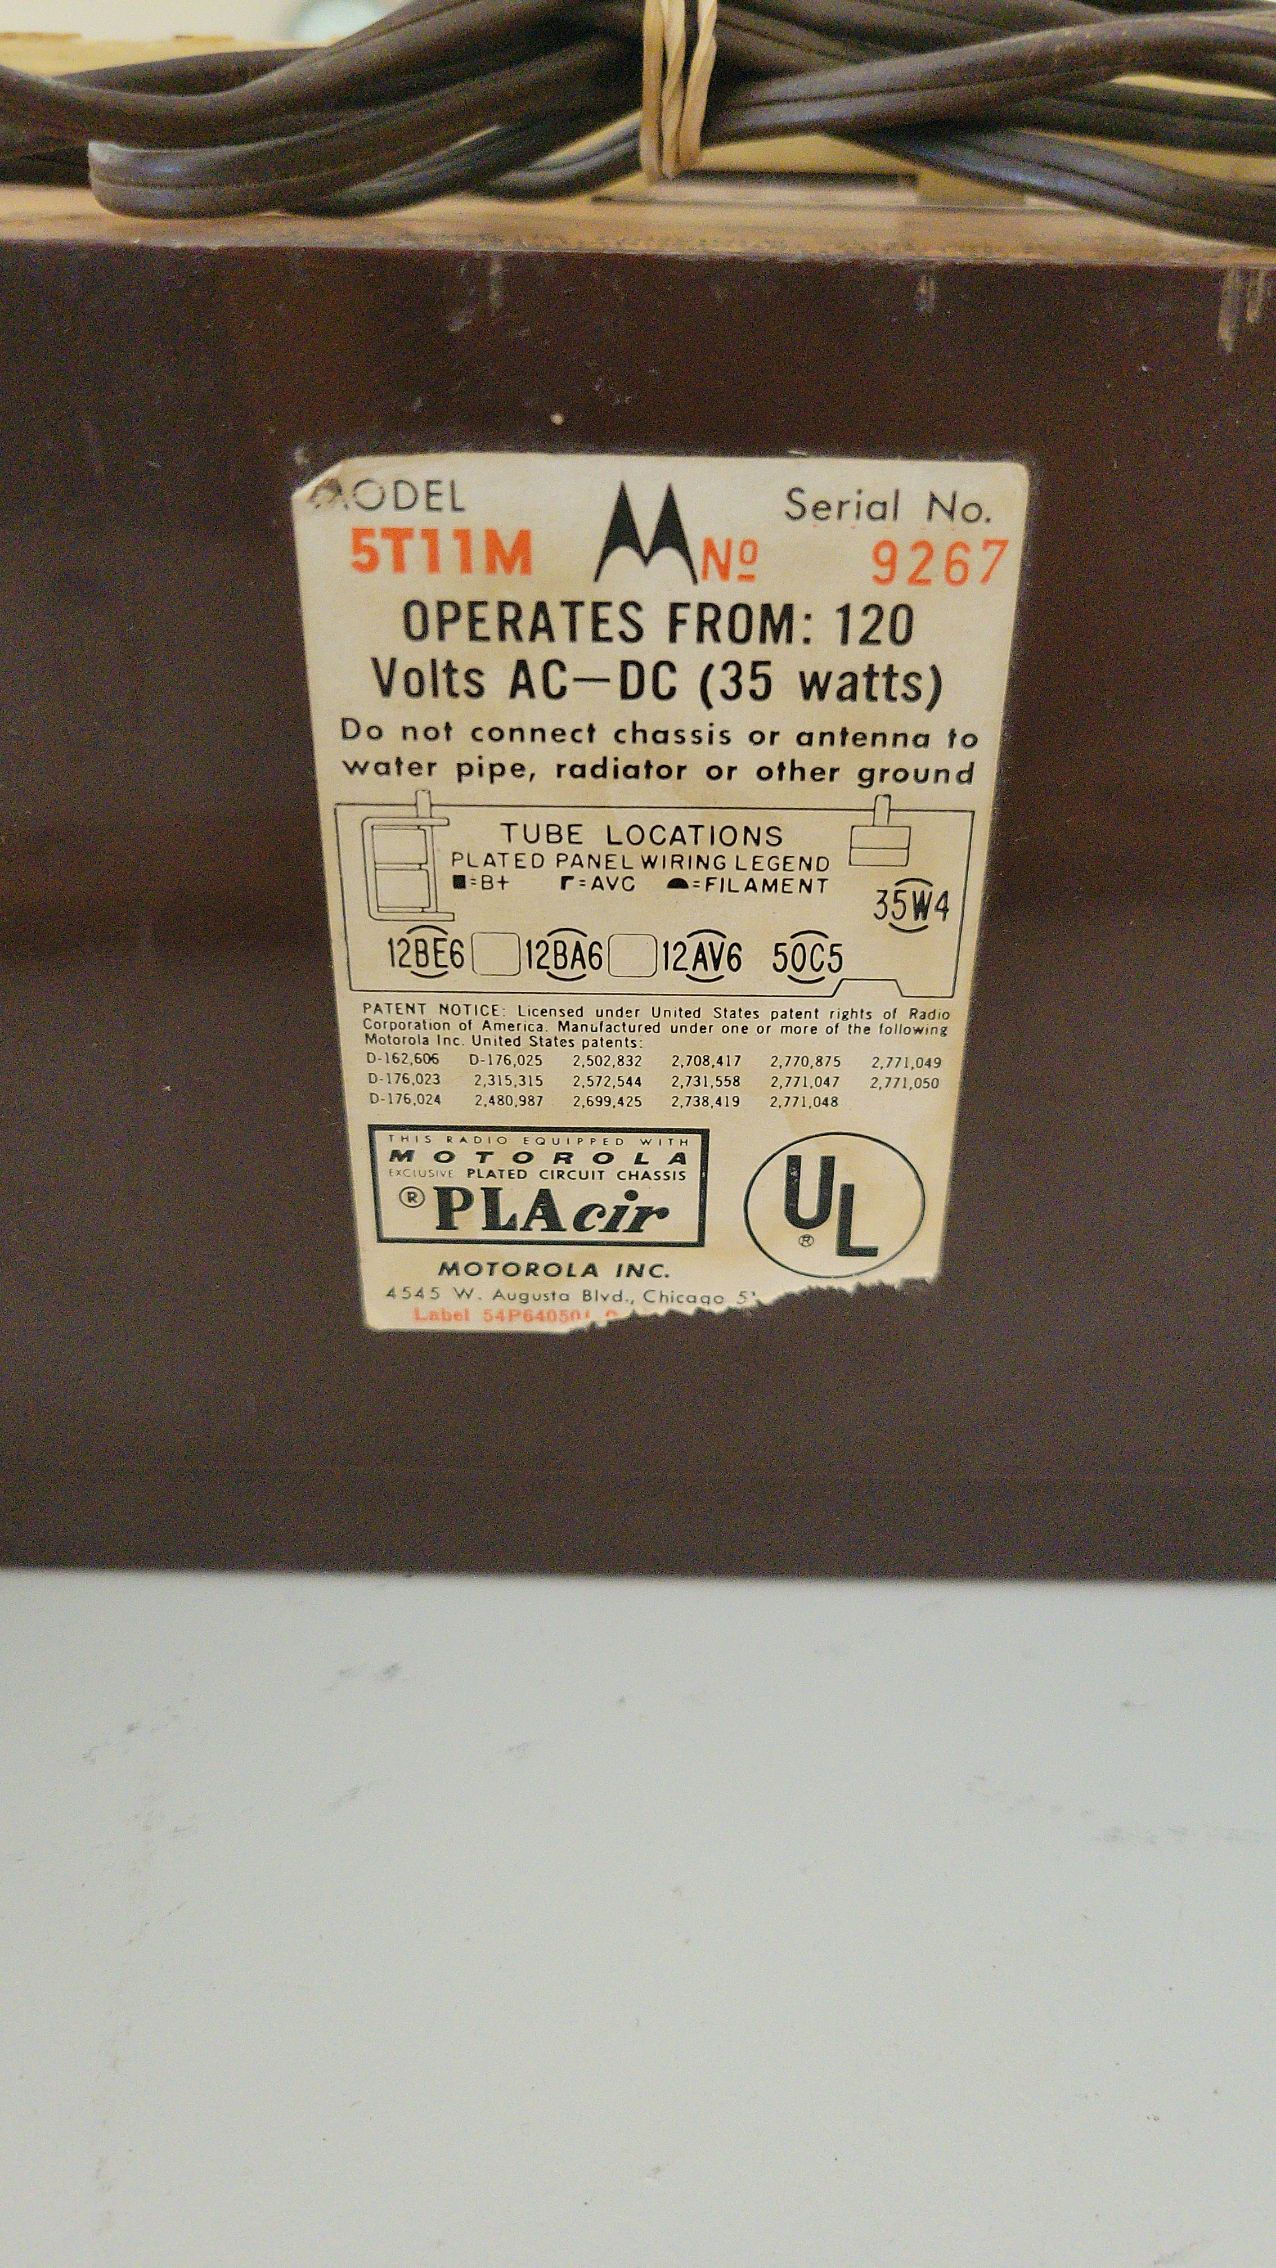 MODEL Serial No.
5T11M Nº 9267
OPERATES FROM: 120
Volts AC—DC (35 watts)
Do not connect chassis or antenna to
water pipe, radiator or other ground
TUBE LOCATIONS
PLATED PANEL WIRING LEGEND
■=B+ ┏=AVC ◠=FILAMENT
35W4
12BE6 12BA6 12AV6 50C5
PATENT NOTICE: Licensed under United States patent rights of Radio
Corporation of America. Manufactured under one or more of the following
Motorola Inc. United States patents:
D-162,606 D-176,025 2,502,832 2,708,417 2,770,875 2,771,049
D-176,023 2,315,315 2,572,544 2,731,558 2,771,047 2,771,050
D-176,024 2,480,987 2,699,425 2,738,419 2,771,048
THIS RADIO EQUIPPED WITH
MOTOROLA
EXCLUSIVE PLATED CIRCUIT CHASSIS
® PLAcir
UL
®
MOTOROLA INC.
4545 W. Augusta Blvd., Chicago
Label